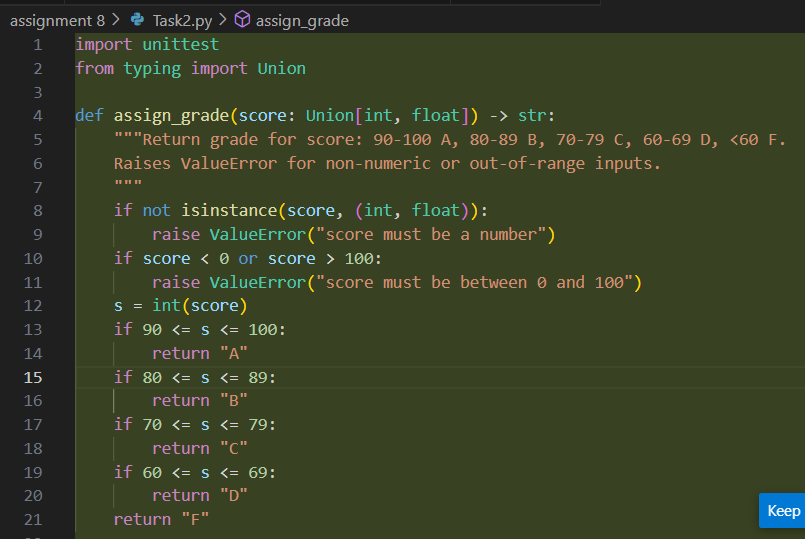 assignment 8 > Task2.py > assign_grade
1 import unittest
2 from typing import Union
3
4 def assign_grade(score: Union[int, float]) -> str:
5     """Return grade for score: 90-100 A, 80-89 B, 70-79 C, 60-69 D, <60 F.
6     Raises ValueError for non-numeric or out-of-range inputs.
7     """
8     if not isinstance(score, (int, float)):
9         raise ValueError("score must be a number")
10     if score < 0 or score > 100:
11         raise ValueError("score must be between 0 and 100")
12     s = int(score)
13     if 90 <= s <= 100:
14         return "A"
15     if 80 <= s <= 89:
16         return "B"
17     if 70 <= s <= 79:
18         return "C"
19     if 60 <= s <= 69:
20         return "D"
21     return "F"
Keep